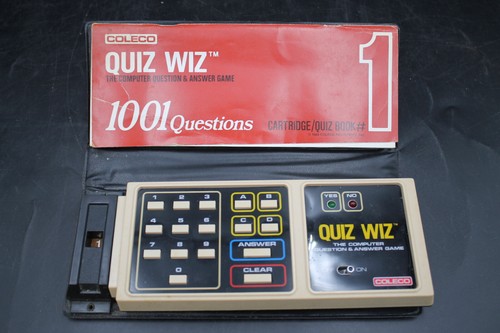 COLECO
QUIZ WIZ™
THE COMPUTER QUESTION & ANSWER GAME
1001 Questions
CARTRIDGE/QUIZ BOOK #
1
1 2 3
4 5 6
7 8 9
0
A B
C D
ANSWER
CLEAR
YES NO
QUIZ WIZ™
THE COMPUTER
QUESTION & ANSWER GAME
ON
COLECO